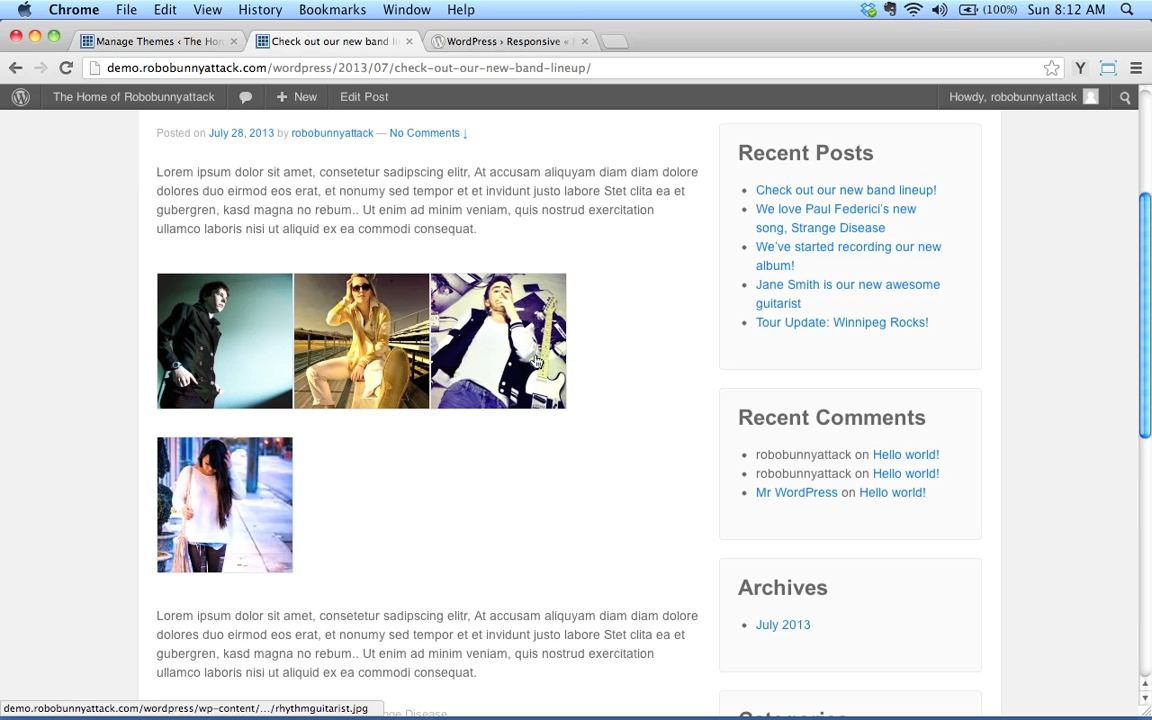 Chrome File Edit View History Bookmarks Window Help (100%) Sun 8:12 AM
Manage Themes ‹ The Hom
Check out our new band li
WordPress › Responsive «
demo.robobunnyattack.com/wordpress/2013/07/check-out-our-new-band-lineup/
The Home of Robobunnyattack + New Edit Post Howdy, robobunnyattack
Posted on July 28, 2013 by robobunnyattack — No Comments ↓
Lorem ipsum dolor sit amet, consetetur sadipscing elitr, At accusam aliquyam diam diam dolore
dolores duo eirmod eos erat, et nonumy sed tempor et et invidunt justo labore Stet clita ea et
gubergren, kasd magna no rebum.. Ut enim ad minim veniam, quis nostrud exercitation
ullamco laboris nisi ut aliquid ex ea commodi consequat.
Lorem ipsum dolor sit amet, consetetur sadipscing elitr, At accusam aliquyam diam diam dolore
dolores duo eirmod eos erat, et nonumy sed tempor et et invidunt justo labore Stet clita ea et
gubergren, kasd magna no rebum.. Ut enim ad minim veniam, quis nostrud exercitation
ullamco laboris nisi ut aliquid ex ea commodi consequat.
Recent Posts
Check out our new band lineup!
We love Paul Federici's new
song, Strange Disease
We've started recording our new
album!
Jane Smith is our new awesome
guitarist
Tour Update: Winnipeg Rocks!
Recent Comments
robobunnyattack on Hello world!
robobunnyattack on Hello world!
Mr WordPress on Hello world!
Archives
July 2013
Categories
demo.robobunnyattack.com/wordpress/wp-content/.../rhythmguitarist.jpg
nge Disease